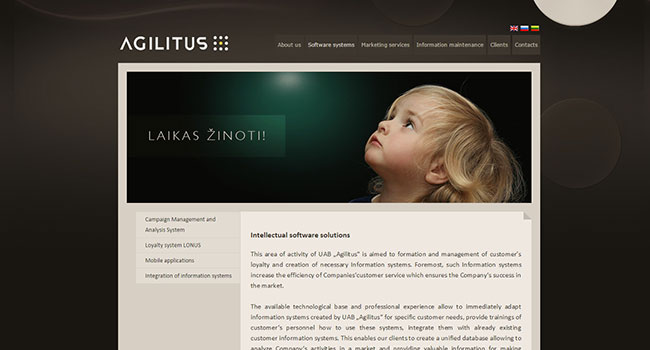 AGILITUS
About us Software systems Marketing services Information maintenance Clients Contacts
LAIKAS ŽINOTI!
Campaign Management and
Analysis System
Loyalty system LONUS
Mobile applications
Integration of information systems
Intellectual software solutions
This area of activity of UAB „Agilitus“ is aimed to formation and management of customer's
loyalty and creation of necessary Information systems. Foremost, such Information systems
increase the efficiency of Companies'customer service which ensures the Company's success in
the market.
The available technological base and professional experience allow to immediately adapt
information systems created by UAB „Agilitus“ for specific customer needs, provide trainings of
customer's personnel how to use these systems, integrate them with already existing
customer information systems. This enables our clients to create a unified database allowing to
analyze Company's activities in a market and providing valuable information for making